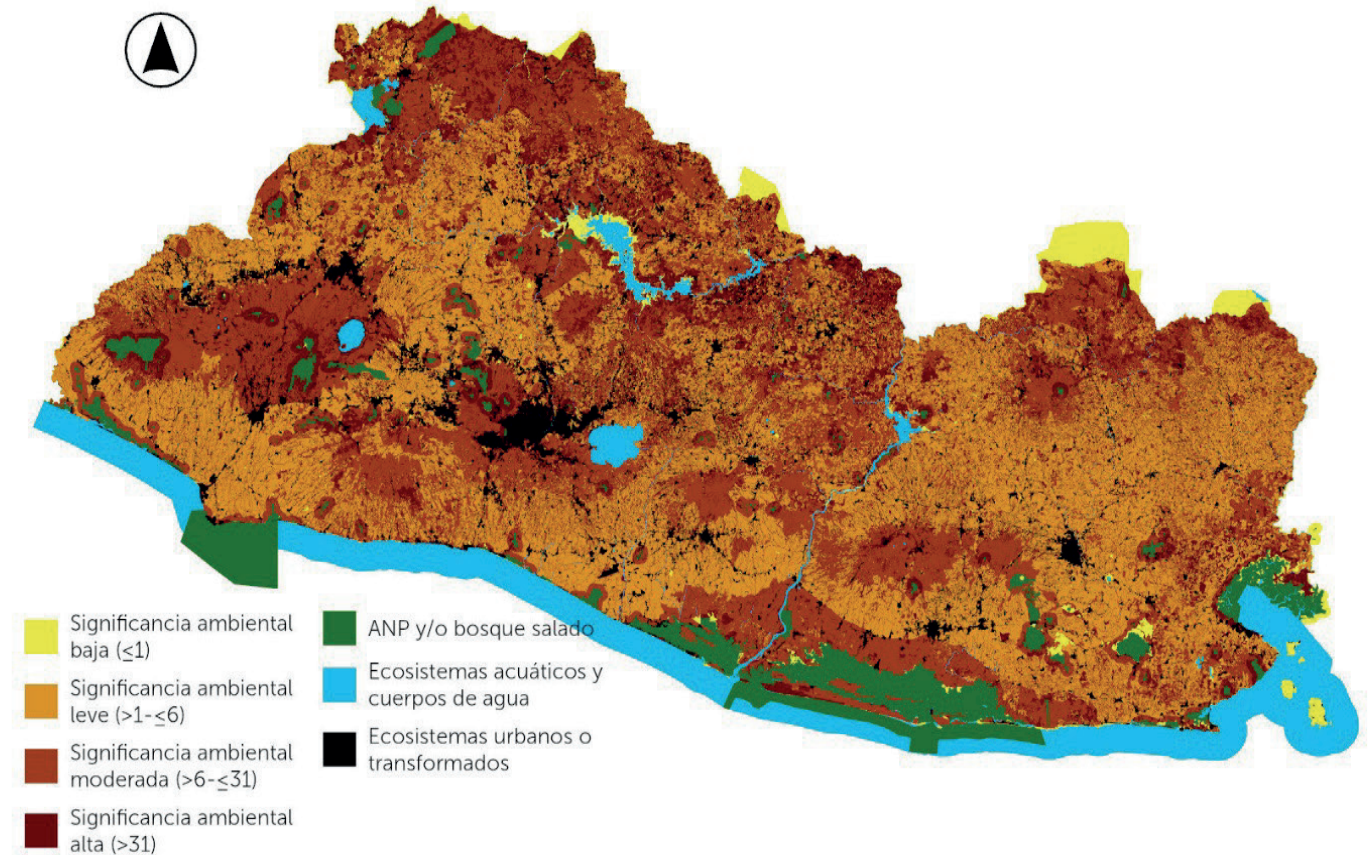 Significancia ambiental
baja (≤1)
Significancia ambiental
leve (>1-≤6)
Significancia ambiental
moderada (>6-≤31)
Significancia ambiental
alta (>31)
ANP y/o bosque salado
Ecosistemas acuáticos y
cuerpos de agua
Ecosistemas urbanos o
transformados